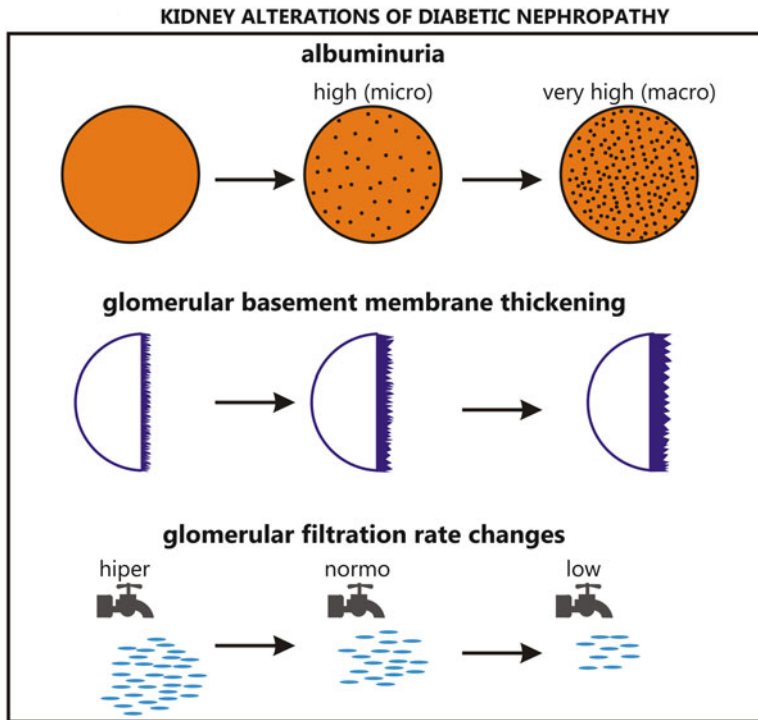 KIDNEY ALTERATIONS OF DIABETIC NEPHROPATHY
albuminuria
high (micro)
very high (macro)
glomerular basement membrane thickening
glomerular filtration rate changes
hiper
normo
low